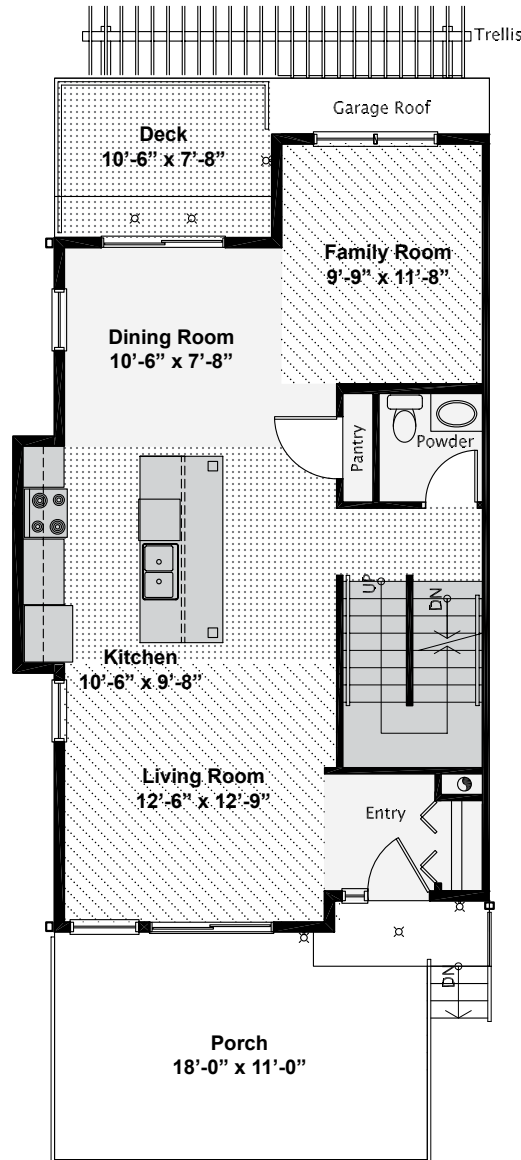 Trellis
Garage Roof
Deck
10’-6” x 7’-8”
Family Room
9’-9” x 11’-8”
Dining Room
10’-6” x 7’-8”
Pantry
Powder
UP
DN
Kitchen
10’-6” x 9’-8”
Living Room
12’-6” x 12’-9”
Entry
DN
Porch
18’-0” x 11’-0”